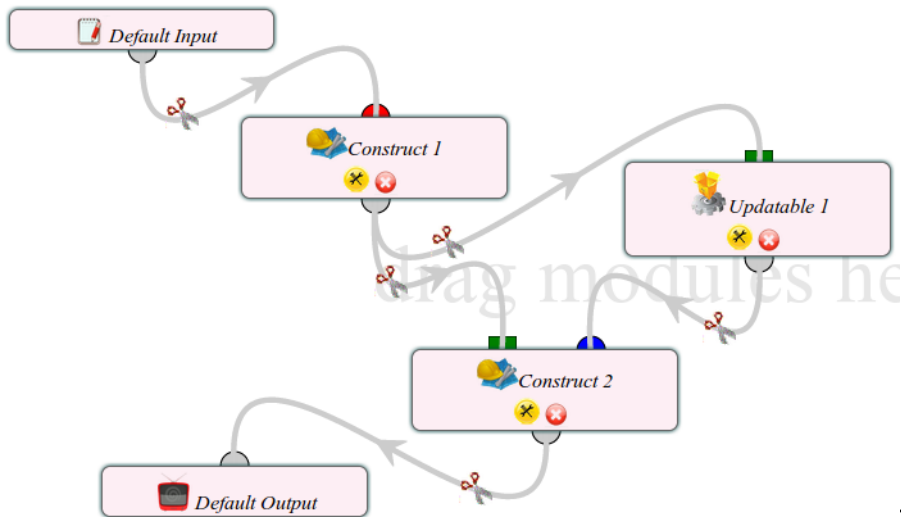 Default Input
Construct 1
Updatable 1
drag modules he
Construct 2
Default Output